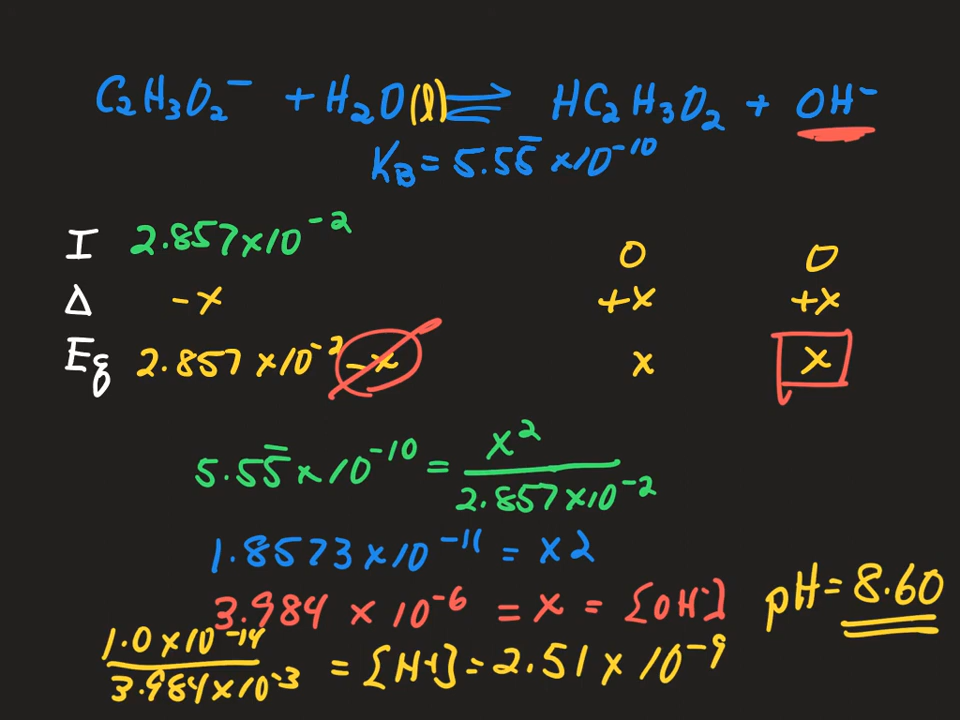 C₂H₃O₂⁻ + H₂O(l) ⇌ HC₂H₃O₂ + OH⁻
K_B = 5.55̅ ×10⁻¹⁰
I 2.857×10⁻² 0 0
Δ -x +x +x
Eq 2.857 ×10⁻² -x x x
5.55̅ ×10⁻¹⁰ = x² / 2.857×10⁻²
1.8573×10⁻¹¹ = x2
3.984 × 10⁻⁶ = x = [OH⁻]
pH = 8.60
1.0×10⁻¹⁴ / 3.984×10⁻³ = [H⁺] = 2.51 × 10⁻⁹